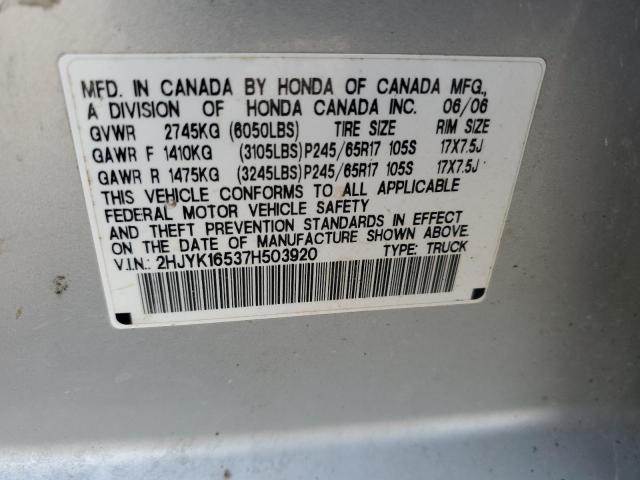 MFD. IN CANADA BY HONDA OF CANADA MFG.,
A DIVISION OF HONDA CANADA INC. 06/06
GVWR 2745KG (6050LBS) TIRE SIZE RIM SIZE
GAWR F 1410KG (3105LBS) P245/65R17 105S 17X7.5J
GAWR R 1475KG (3245LBS) P245/65R17 105S 17X7.5J
THIS VEHICLE CONFORMS TO ALL APPLICABLE
FEDERAL MOTOR VEHICLE SAFETY
AND THEFT PREVENTION STANDARDS IN EFFECT
ON THE DATE OF MANUFACTURE SHOWN ABOVE.
V.I.N.: 2HJYK16537H503920 TYPE: TRUCK